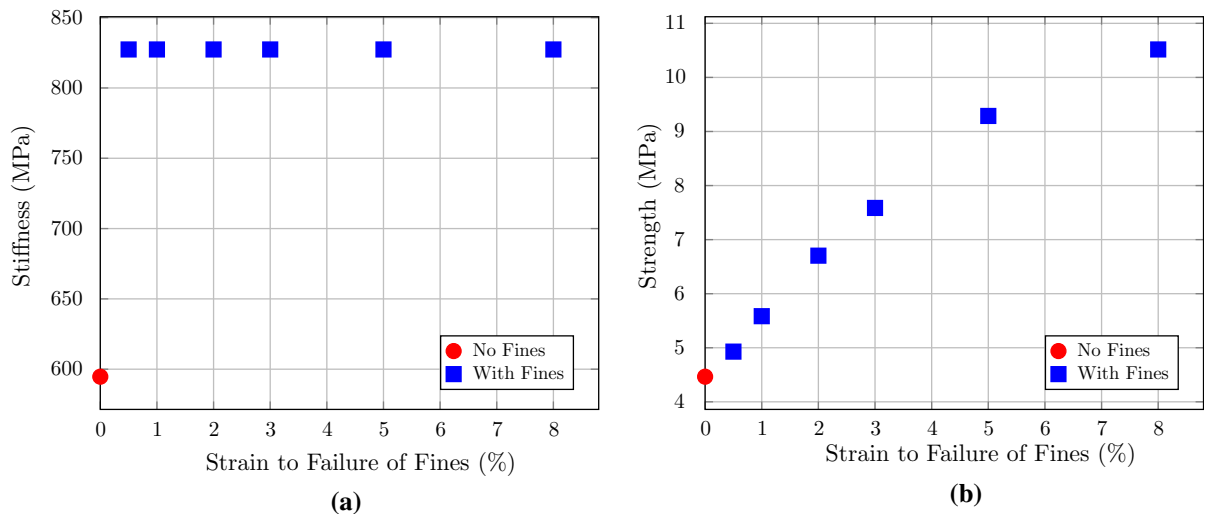 850
800
750
700
650
600
Stiffness (MPa)
No Fines
With Fines
0 1 2 3 4 5 6 7 8
Strain to Failure of Fines (%)
(a)
11
10
9
8
7
6
5
4
Strength (MPa)
No Fines
With Fines
0 1 2 3 4 5 6 7 8
Strain to Failure of Fines (%)
(b)